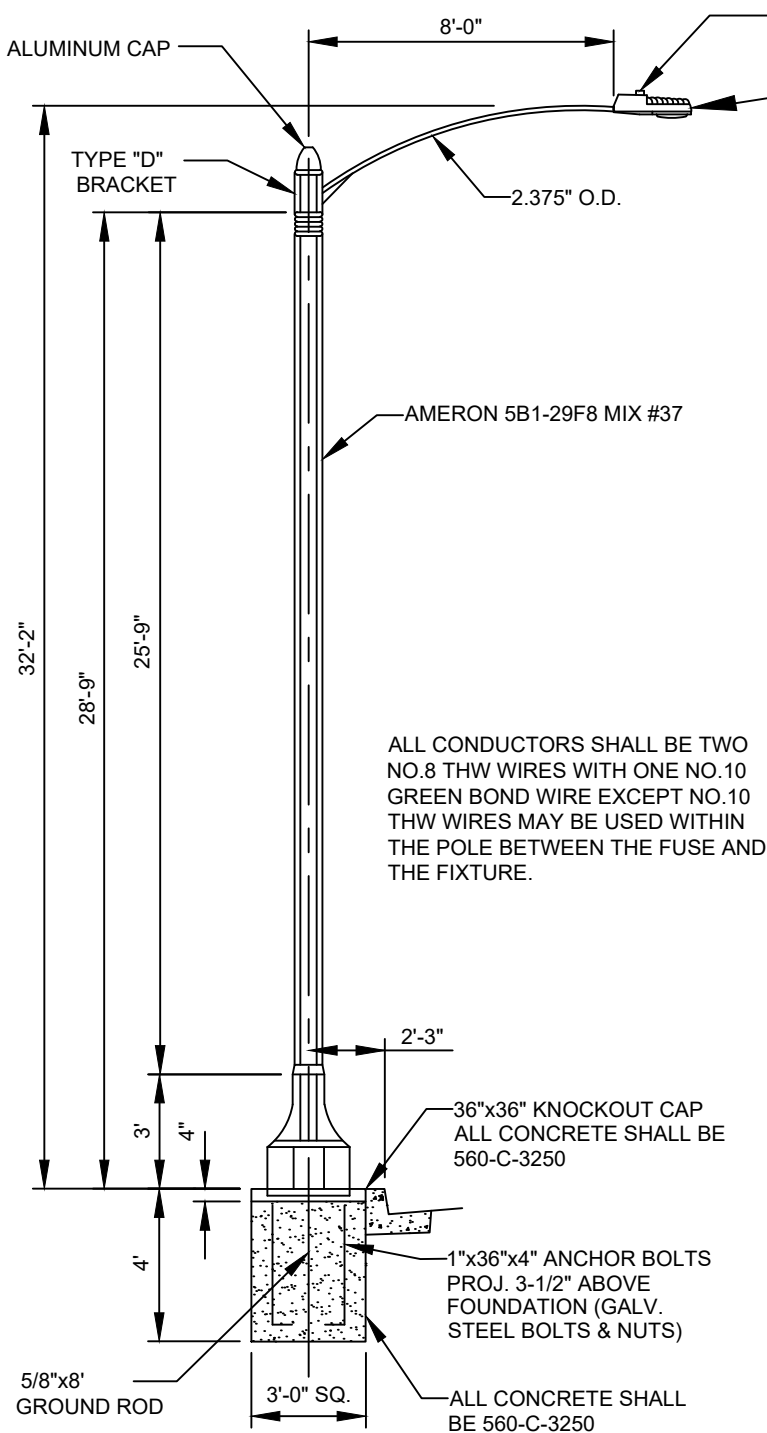 8'-0"
ALUMINUM CAP
TYPE "D"
BRACKET
2.375" O.D.
AMERON 5B1-29F8 MIX #37
32'-2"
28'-9"
25'-9"
ALL CONDUCTORS SHALL BE TWO
NO.8 THW WIRES WITH ONE NO.10
GREEN BOND WIRE EXCEPT NO.10
THW WIRES MAY BE USED WITHIN
THE POLE BETWEEN THE FUSE AND
THE FIXTURE.
2'-3"
3'
4"
36"x36" KNOCKOUT CAP
ALL CONCRETE SHALL BE
560-C-3250
4'
1"x36"x4" ANCHOR BOLTS
PROJ. 3-1/2" ABOVE
FOUNDATION (GALV.
STEEL BOLTS & NUTS)
5/8"x8'
GROUND ROD
3'-0" SQ.
ALL CONCRETE SHALL
BE 560-C-3250